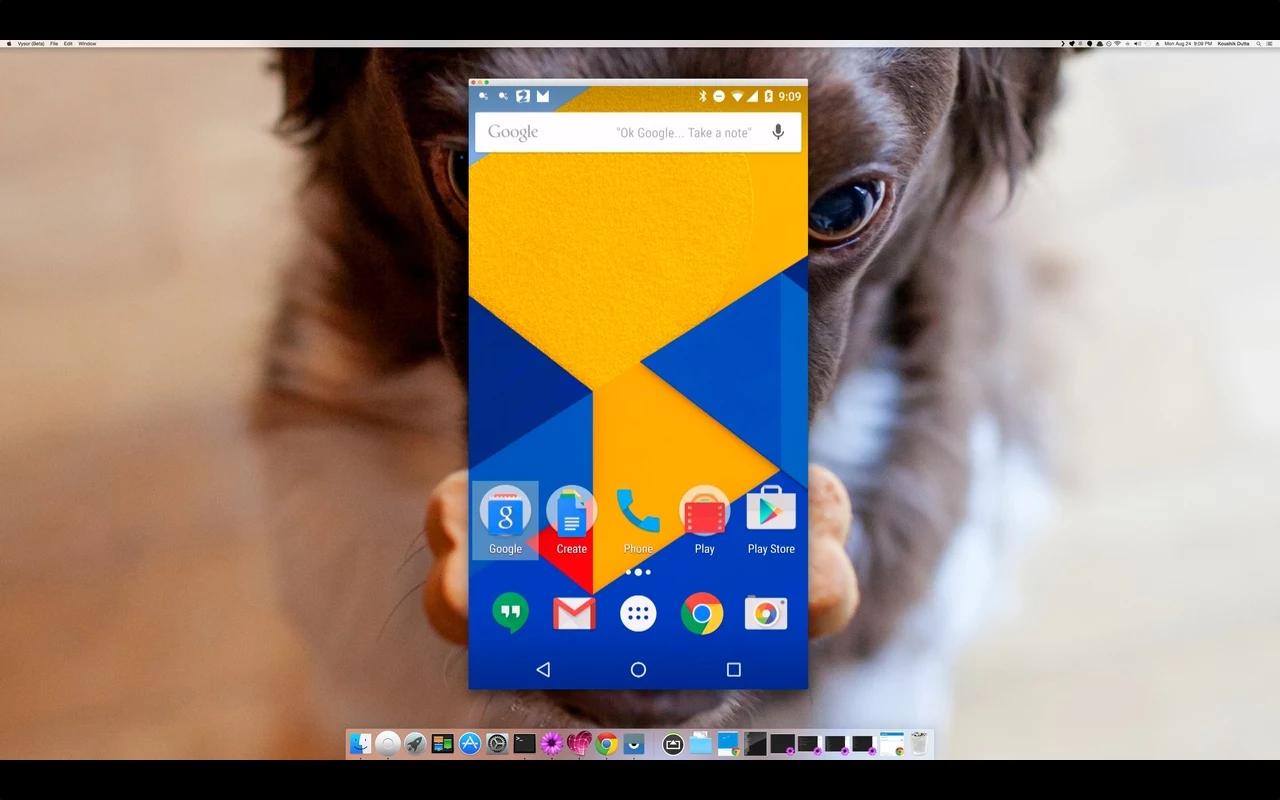 Vysor (Beta) File Edit Window
Mon Aug 24 9:09 PM Koushik Dutta
9:09
Google "Ok Google... Take a note"
Google Create Phone Play Play Store